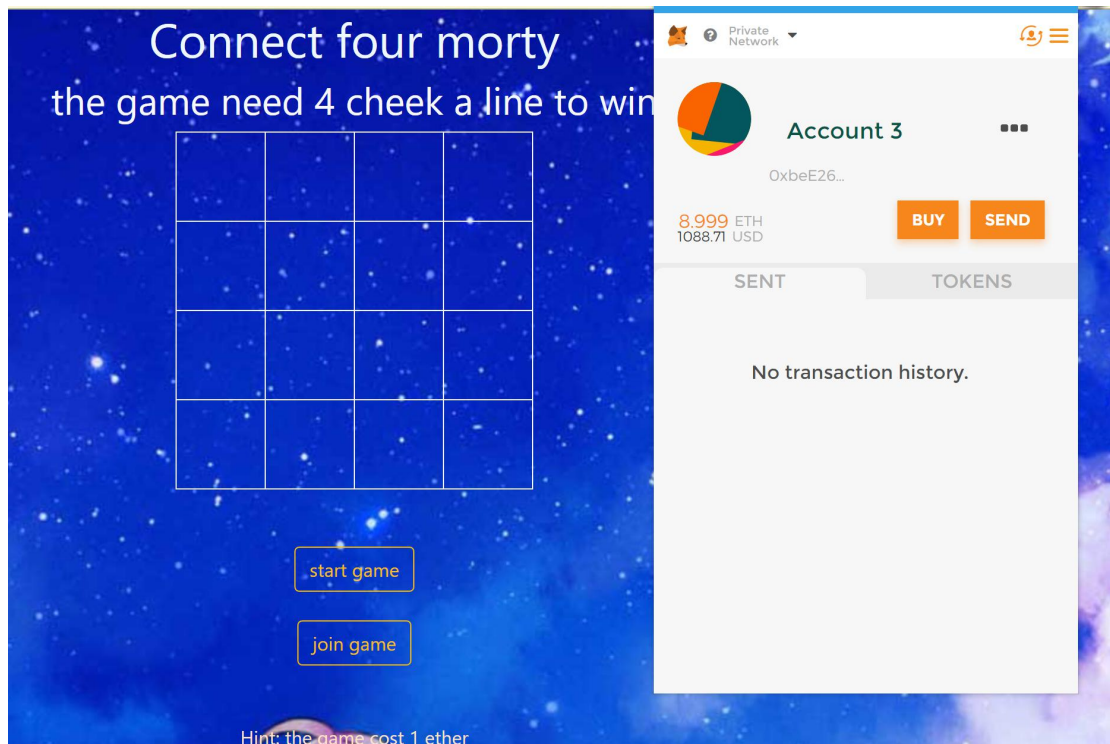 Connect four morty
the game need 4 cheek a line to win
start game
join game
Hint: the game cost 1 ether
Private
Network
Account 3
0xbeE26...
8.999 ETH
1088.71 USD
BUY
SEND
SENT
TOKENS
No transaction history.